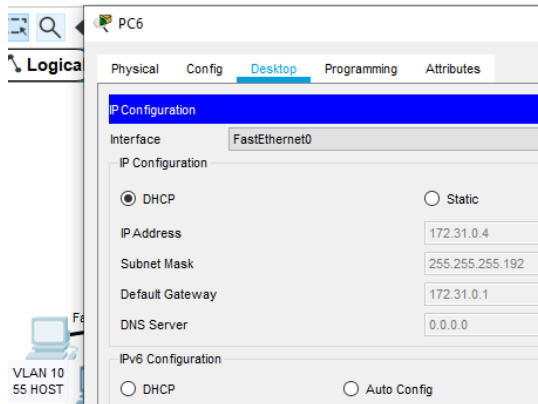 PC6
Logical
Physical Config Desktop Programming Attributes
IP Configuration
Interface FastEthernet0
IP Configuration
DHCP Static
IP Address 172.31.0.4
Subnet Mask 255.255.255.192
Default Gateway 172.31.0.1
DNS Server 0.0.0.0
Fa
IPv6 Configuration
VLAN 10
55 HOST
DHCP Auto Config